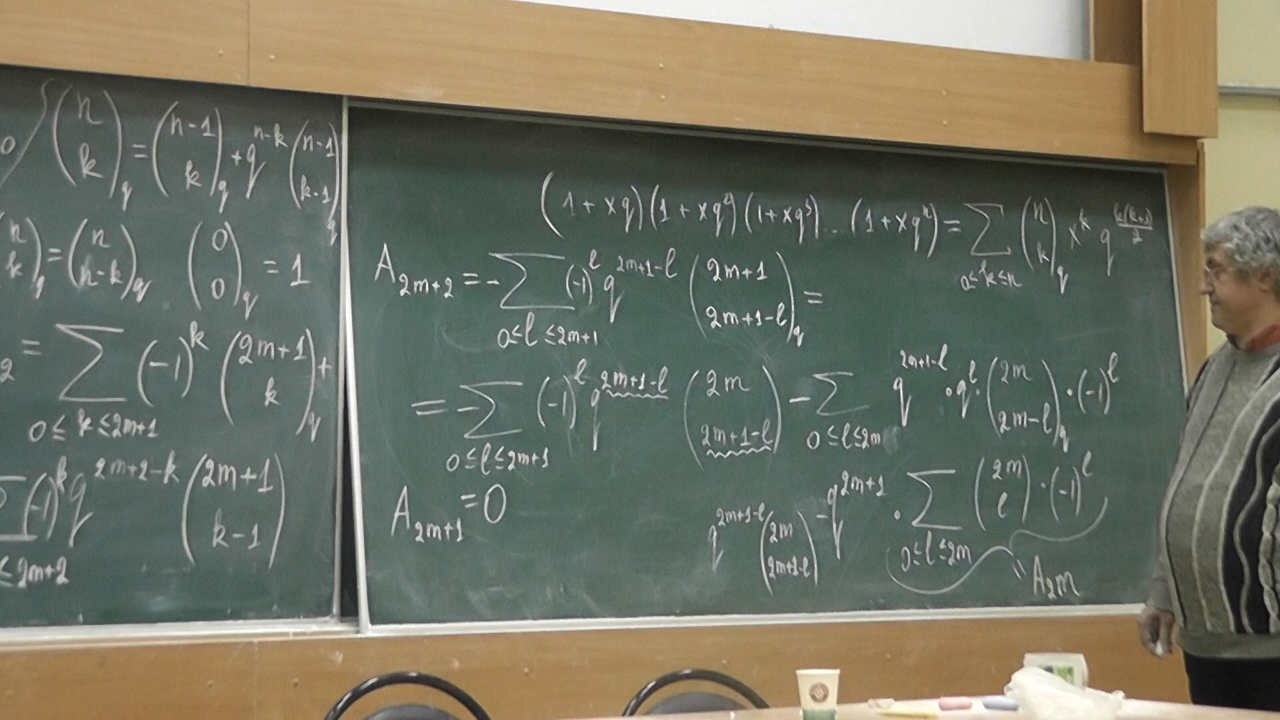 0 (n k)_q = (n-1 k)_q + q^{n-k} (n-1 k-1)_q
(n k)_q = (n n-k)_q (0 0)_q = 1
2 = ∑_{0≤k≤2m+1} (-1)^k (2m+1 k)_q +
∑_{≤2m+2} (-1)^k q^{2m+2-k} (2m+1 k-1)
(1+xq)(1+xq^2)(1+xq^3)...(1+xq^n) = ∑_{0≤k≤n} (n k)_q x^k q^{k(k+1)/2}
A_{2m+2} = -∑_{0≤l≤2m+1} (-1)^l q^{2m+1-l} (2m+1 2m+1-l)_q =
= -∑_{0≤l≤2m+1} (-1)^l q^{2m+1-l} (2m 2m+1-l) - ∑_{0≤l≤2m} q^{2m+1-l} · q^l · (2m 2m-l)_q · (-1)^l
A_{2m+1} = 0
q^{2m+1-l} (2m 2m+1-l) - q^{2m+1} · ∑_{0≤l≤2m} (2m l) · (-1)^l
" A_{2m}